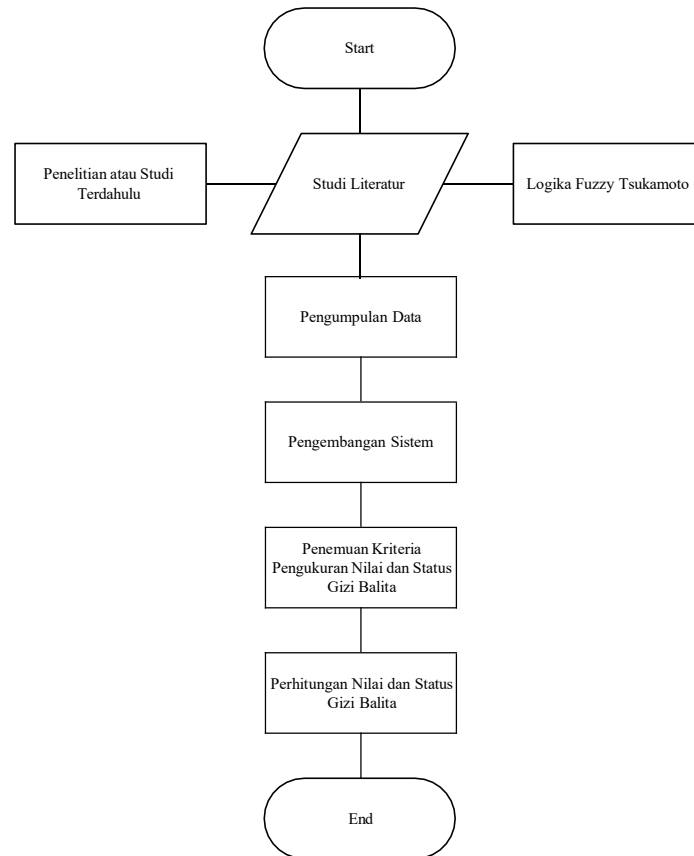 Start
Penelitian atau Studi
Terdahulu
Studi Literatur
Logika Fuzzy Tsukamoto
Pengumpulan Data
Pengembangan Sistem
Penemuan Kriteria
Pengukuran Nilai dan Status
Gizi Balita
Perhitungan Nilai dan Status
Gizi Balita
End